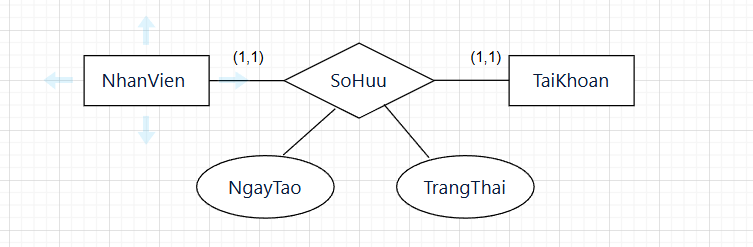 (1,1)
(1,1)
NhanVien
SoHuu
TaiKhoan
NgayTao
TrangThai